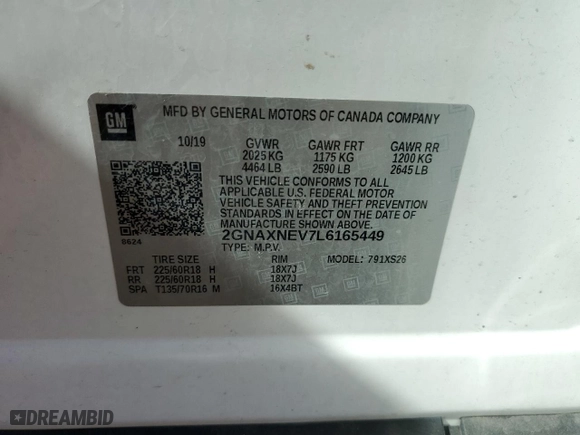 GM
MFD BY GENERAL MOTORS OF CANADA COMPANY
10/19 GVWR GAWR FRT GAWR RR
2025 KG 1175 KG 1200 KG
4464 LB 2590 LB 2645 LB
THIS VEHICLE CONFORMS TO ALL
APPLICABLE U.S. FEDERAL MOTOR
VEHICLE SAFETY AND THEFT
PREVENTION STANDARDS IN EFFECT ON
THE DATE OF MANUFACTURE SHOWN ABOVE.
0624 2GNAXNEV7L6165449
TYPE: M.P.V.
TIRE SIZE RIM MODEL: 791XS26
FRT 225/60R18 H 18X7J
RR 225/60R18 H 18X7J
SPA T135/70R16 M 16X4BT
DREAMBID